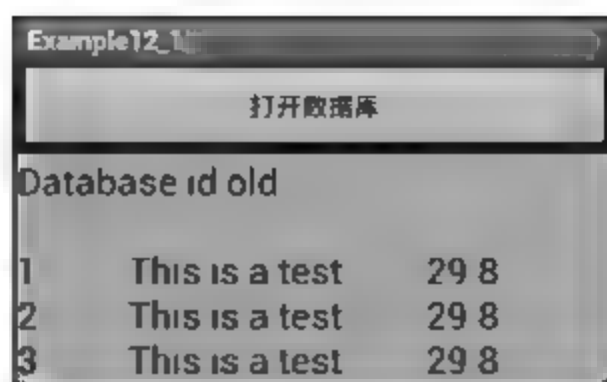 Example12_1
打开数据库
Database id old
1 This is a test 29 8
2 This is a test 29 8
3 This is a test 29 8